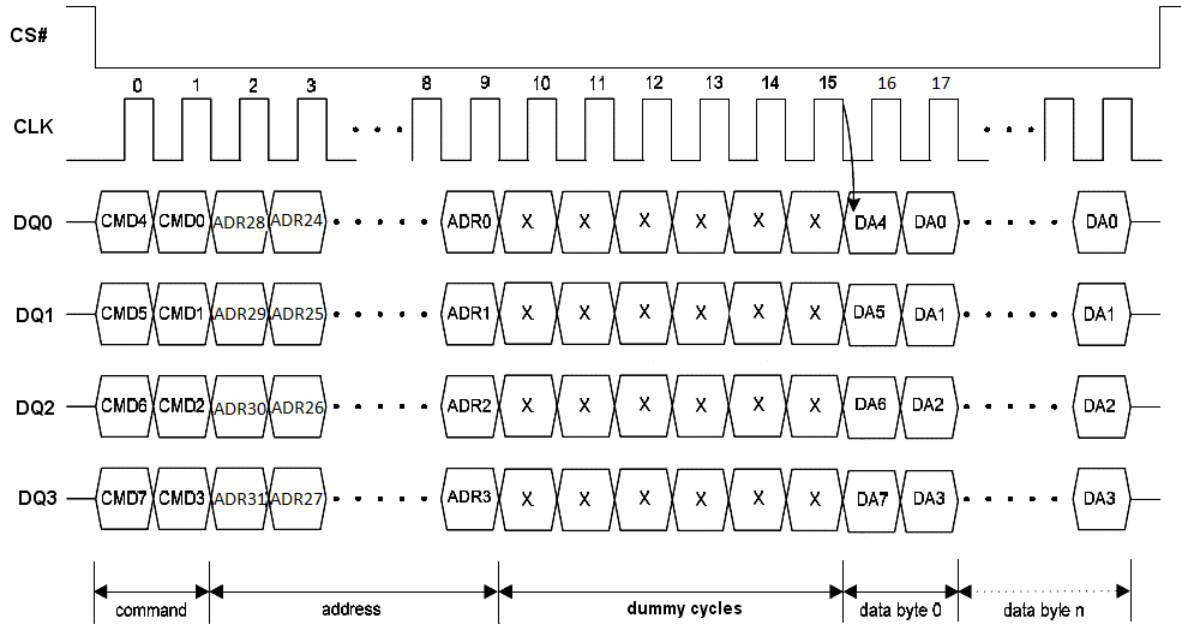 CS#
0 1 2 3 8 9 10 11 12 13 14 15 16 17
CLK
DQ0 CMD4 CMD0 ADR28 ADR24 ADR0 X X X X X X DA4 DA0 DA0
DQ1 CMD5 CMD1 ADR29 ADR25 ADR1 X X X X X X DA5 DA1 DA1
DQ2 CMD6 CMD2 ADR30 ADR26 ADR2 X X X X X X DA6 DA2 DA2
DQ3 CMD7 CMD3 ADR31 ADR27 ADR3 X X X X X X DA7 DA3 DA3
command address dummy cycles data byte 0 data byle n